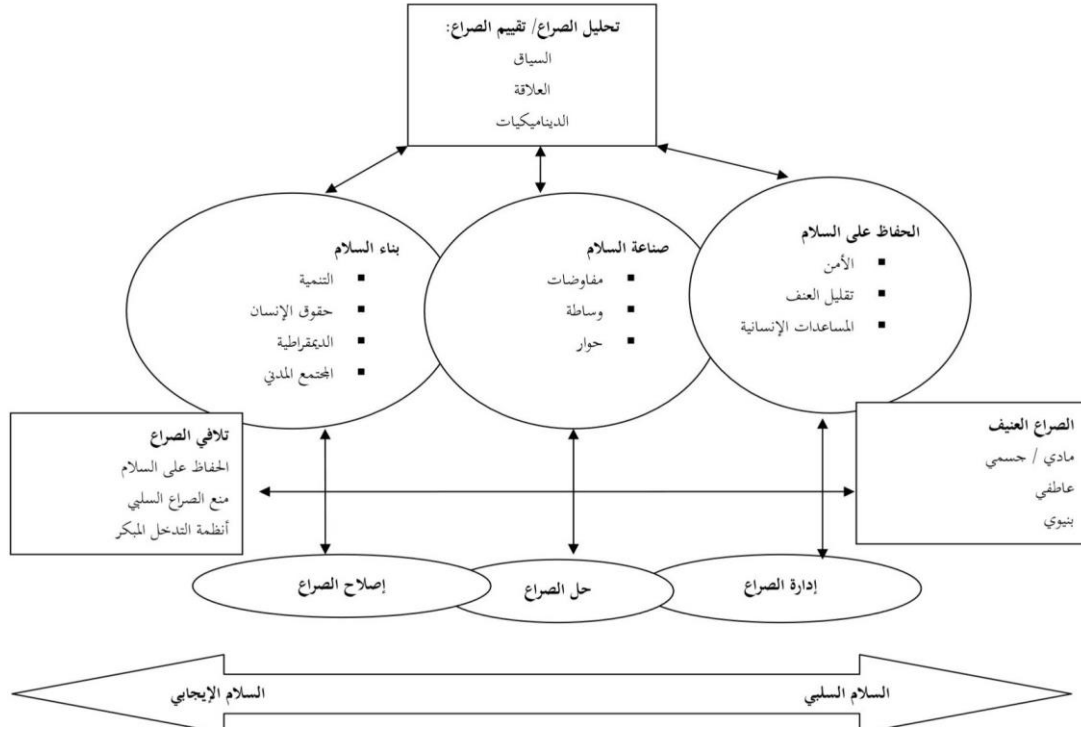 تحليل الصراع/ تقييم الصراع:
السياق
العلاقة
الديناميكيات
الحفاظ على السلام
▪ الأمن
▪ تقليل العنف
▪ المساعدات الإنسانية
صناعة السلام
▪ مفاوضات
▪ وساطة
▪ حوار
بناء السلام
▪ التنمية
▪ حقوق الإنسان
▪ الديمقراطية
▪ المجتمع المدني
الصراع العنيف
مادي / جسمي
عاطفي
بنيوي
تلافي الصراع
الحفاظ على السلام
منع الصراع السلبي
أنظمة التدخل المبكر
إدارة الصراع
حل الصراع
إصلاح الصراع
السلام السلبي
السلام الإيجابي